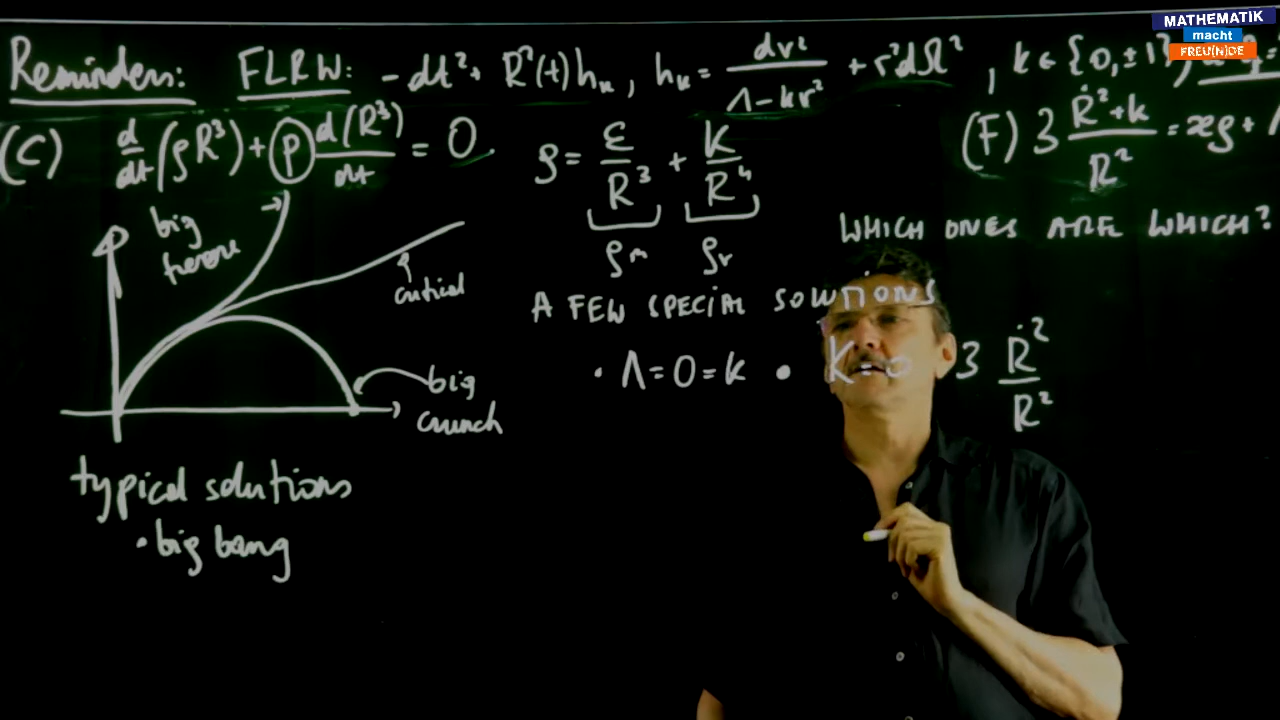 MATHEMATIK
macht
FREU(N)DE
Reminders: FLRW: -dt²+ R²(t)hₖ, hₖ = dr² / 1-kr² + r²dΩ², k ∈ {0,±1},
(C) d/dt (ρR³) + p d(R³)/dt = 0. ρ = ε/R³ + K/R⁴ (F) 3 Ṙ²+k / R² = ϰρ + Λ
ρm ρr
WHICH ONES ARE WHICH?
big
freeze
critical
A FEW SPECIAL SOLUTIONS
• Λ=0=k • K=0 3 Ṙ²/R²
big
crunch
typical solutions
• big bang